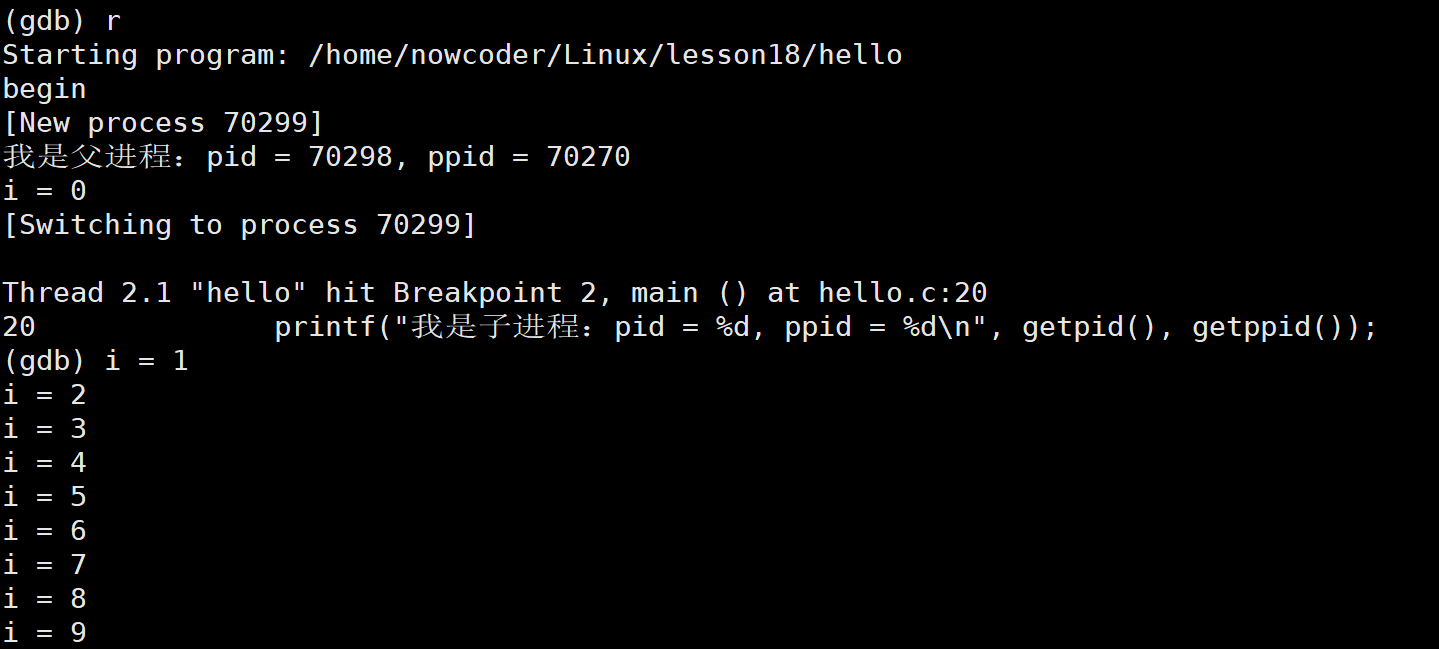 (gdb) r
Starting program: /home/nowcoder/Linux/lesson18/hello
begin
[New process 70299]
我是父进程：pid = 70298, ppid = 70270
i = 0
[Switching to process 70299]
Thread 2.1 "hello" hit Breakpoint 2, main () at hello.c:20
20              printf("我是子进程：pid = %d, ppid = %d\n", getpid(), getppid());
(gdb) i = 1
i = 2
i = 3
i = 4
i = 5
i = 6
i = 7
i = 8
i = 9